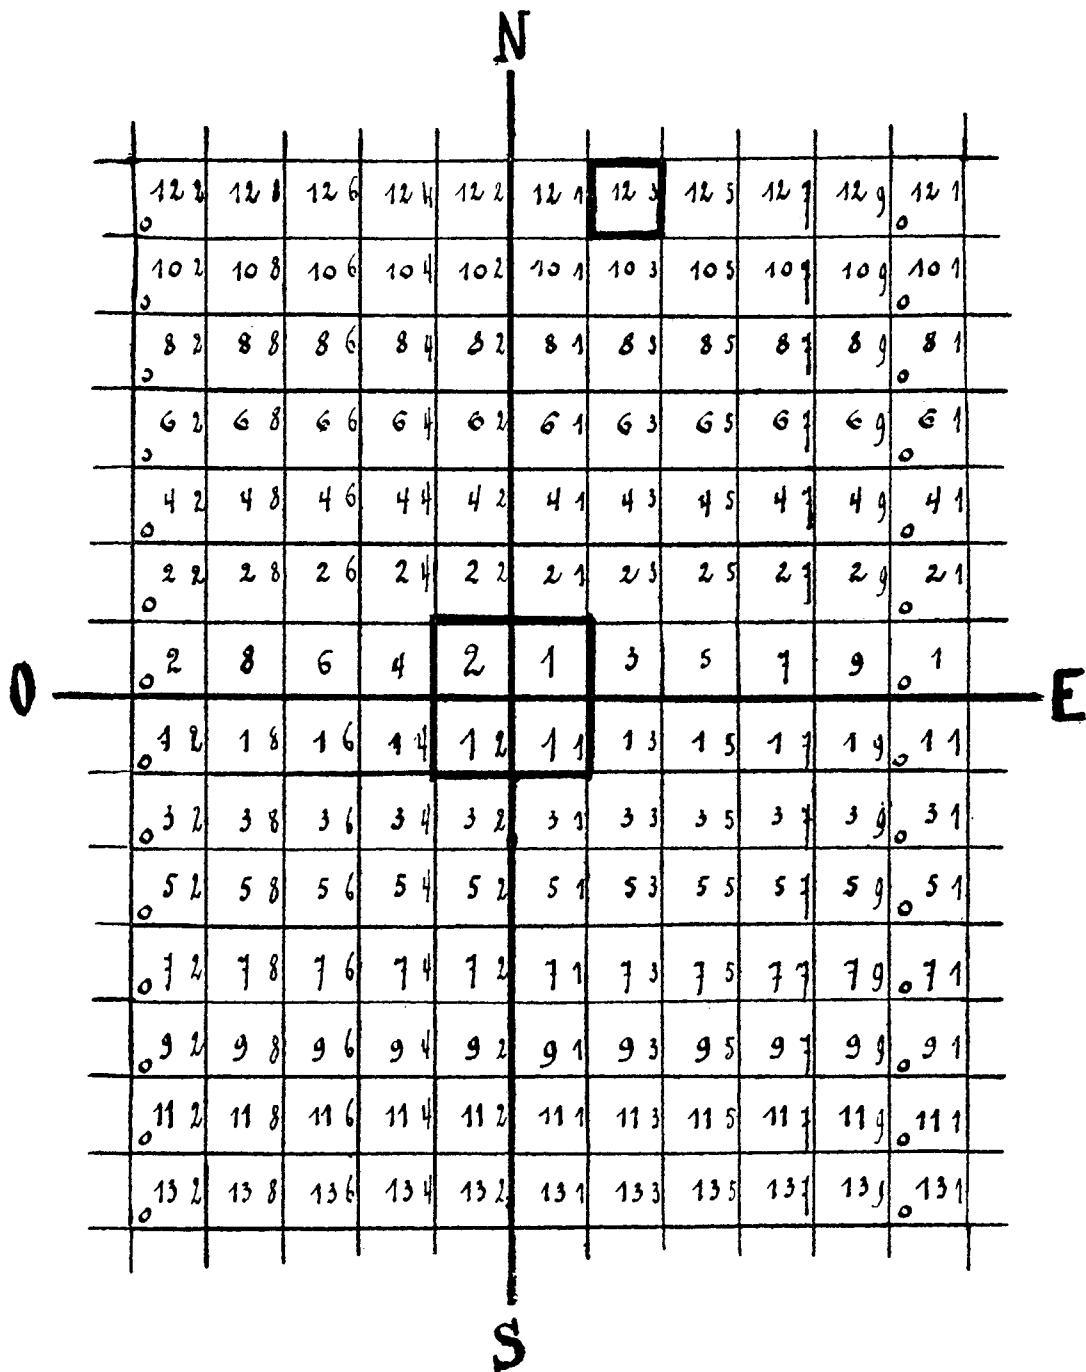 N
12 2 12 8 12 6 12 4 12 2 12 1 12 3 12 5 12 7 12 9 12 1
o o
10 2 10 8 10 6 10 4 10 2 10 1 10 3 10 5 10 7 10 9 10 1
o o
8 2 8 8 8 6 8 4 8 2 8 1 8 3 8 5 8 7 8 9 8 1
o o
6 2 6 8 6 6 6 4 6 2 6 1 6 3 6 5 6 7 6 9 6 1
o o
4 2 4 8 4 6 4 4 4 2 4 1 4 3 4 5 4 7 4 9 4 1
o o
2 2 2 8 2 6 2 4 2 2 2 1 2 3 2 5 2 7 2 9 2 1
o o
o 2 8 6 4 2 1 3 5 7 9 o 1
O E
o 1 2 1 8 1 6 1 4 1 2 1 1 1 3 1 5 1 7 1 9 o 1 1
o 3 2 3 8 3 6 3 4 3 2 3 1 3 3 3 5 3 7 3 9 o 3 1
o 5 2 5 8 5 6 5 4 5 2 5 1 5 3 5 5 5 7 5 9 o 5 1
o 7 2 7 8 7 6 7 4 7 2 7 1 7 3 7 5 7 7 7 9 o 7 1
o 9 2 9 8 9 6 9 4 9 2 9 1 9 3 9 5 9 7 9 9 o 9 1
o 11 2 11 8 11 6 11 4 11 2 11 1 11 3 11 5 11 7 11 9 o 11 1
o 13 2 13 8 13 6 13 4 13 2 13 1 13 3 13 5 13 7 13 9 o 13 1
S